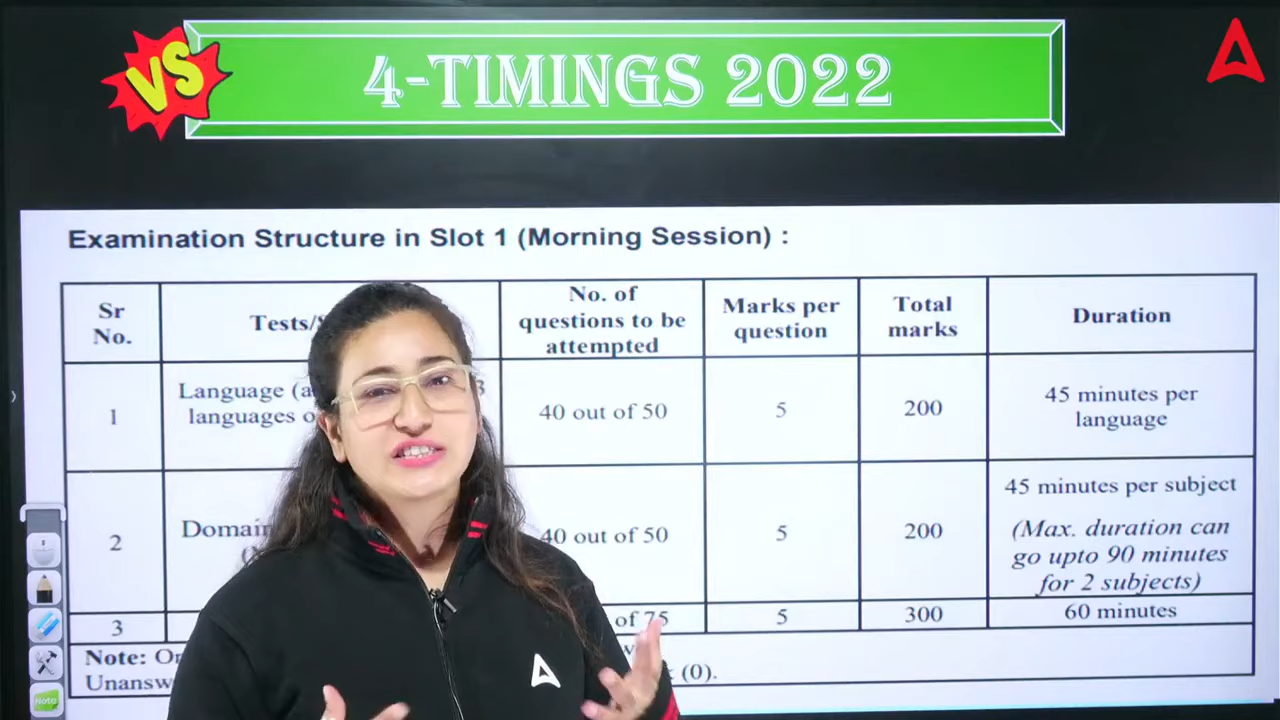 VS
4-TIMINGS 2022
Examination Structure in Slot 1 (Morning Session) :
Sr No.
Tests/
No. of questions to be attempted
Marks per question
Total marks
Duration
1
Language
languages
40 out of 50
5
200
45 minutes per language
2
Domain
40 out of 50
5
200
45 minutes per subject
(Max. duration can go upto 90 minutes for 2 subjects)
3
of 75
5
300
60 minutes
Note:
(0).
Note